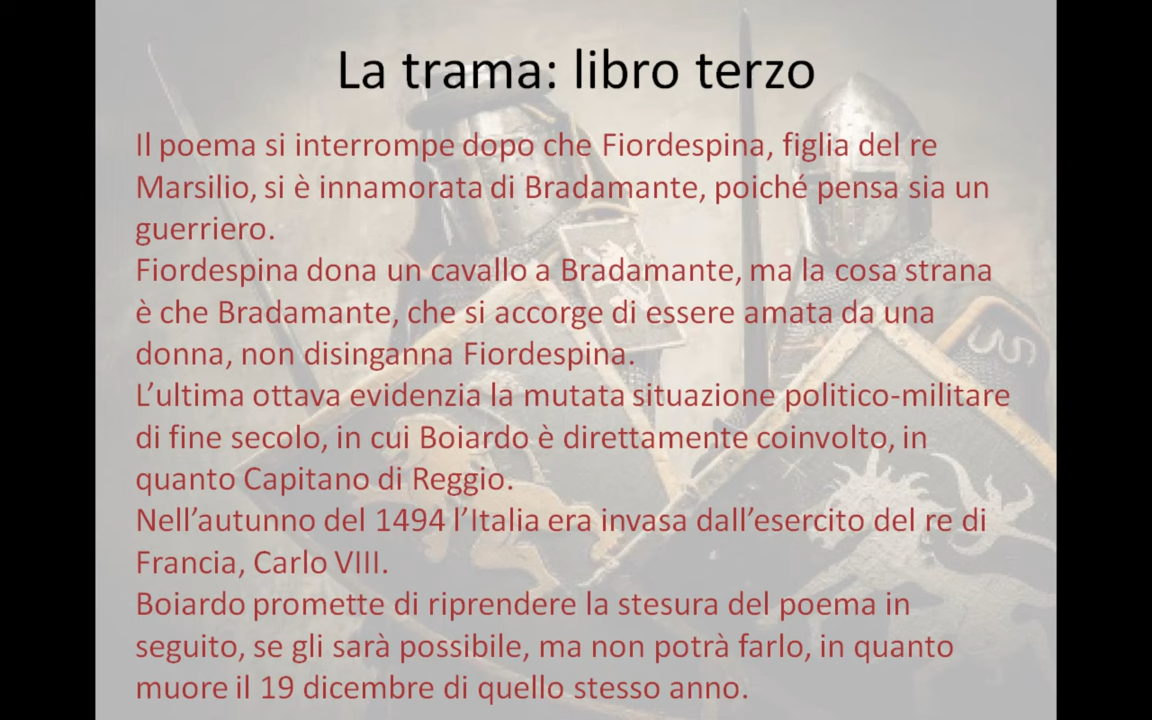 La trama: libro terzo
Il poema si interrompe dopo che Fiordespina, figlia del re
Marsilio, si è innamorata di Bradamante, poiché pensa sia un
guerriero.
Fiordespina dona un cavallo a Bradamante, ma la cosa strana
è che Bradamante, che si accorge di essere amata da una
donna, non disinganna Fiordespina.
L’ultima ottava evidenzia la mutata situazione politico-militare
di fine secolo, in cui Boiardo è direttamente coinvolto, in
quanto Capitano di Reggio.
Nell’autunno del 1494 l’Italia era invasa dall’esercito del re di
Francia, Carlo VIII.
Boiardo promette di riprendere la stesura del poema in
seguito, se gli sarà possibile, ma non potrà farlo, in quanto
muore il 19 dicembre di quello stesso anno.